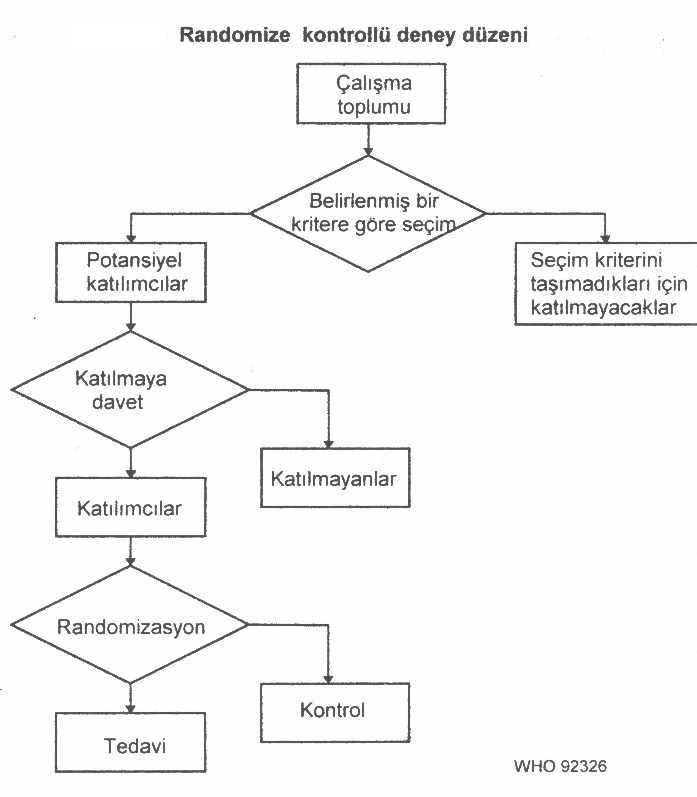 Randomize kontrollü deney düzeni
Çalışma
toplumu
Belirlenmiş bir
kritere göre seçim
Potansiyel
katılımcılar
Seçim kriterini
taşımadıkları için
katılmayacaklar
Katılmaya
davet
Katılmayanlar
Katılımcılar
Randomizasyon
Kontrol
Tedavi
WHO 92326